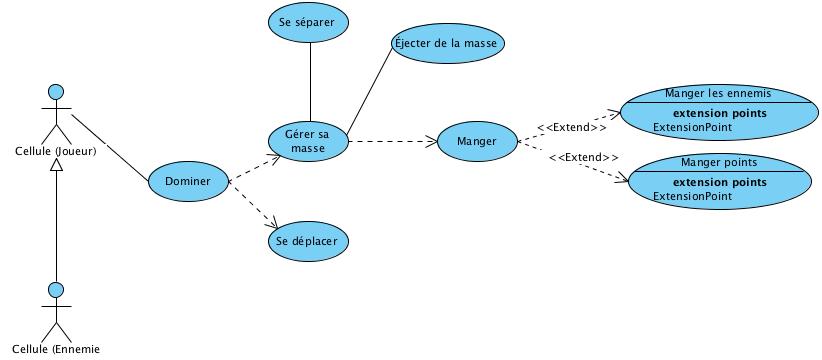 Se séparer
Éjecter de la masse
Manger les ennemis
extension points
ExtensionPoint
<<Extend>>
Gérer sa
masse
Manger
Cellule (Joueur)
<<Extend>>
Manger points
extension points
ExtensionPoint
Dominer
Se déplacer
Cellule (Ennemie